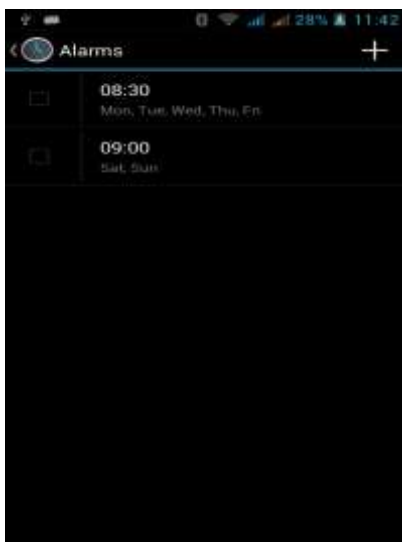 28% 11:42
Alarms
08:30
Mon, Tue, Wed, Thu, Fri
09:00
Sat, Sun